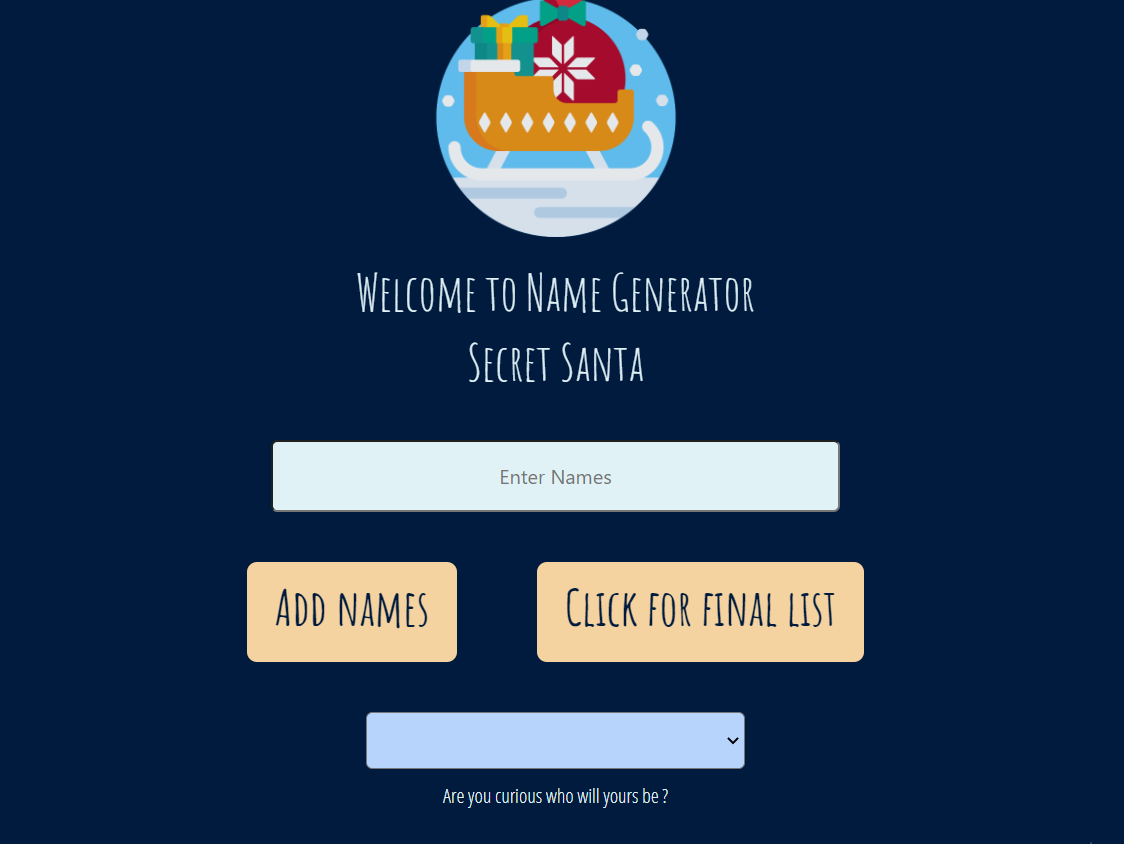 Welcome to Name Generator
Secret Santa
Enter Names
Add names
Click for final list
Are you curious who will yours be ?